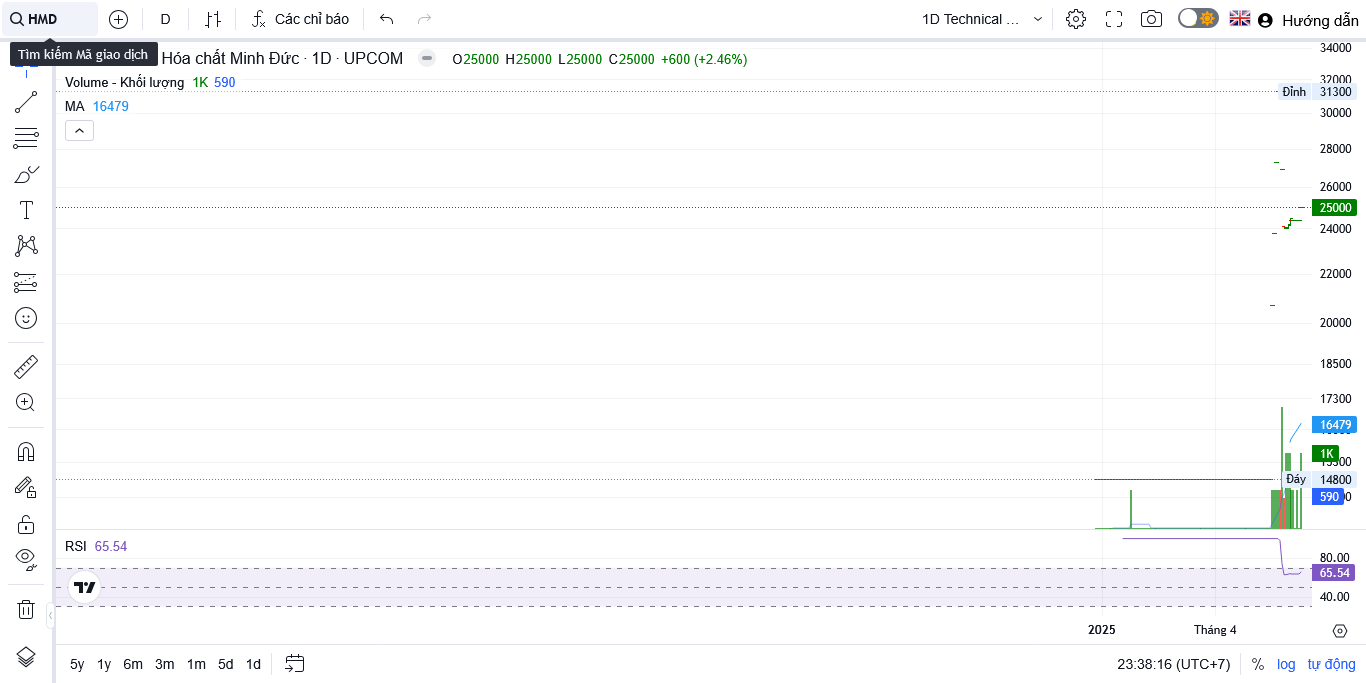 HMD
D
Các chỉ báo
1D Technical ...
Hướng dẫn
Tìm kiếm Mã giao dịch
Hóa chất Minh Đức · 1D · UPCOM
O25000 H25000 L25000 C25000 +600 (+2.46%)
Volume - Khối lượng 1K 590
MA 16479
34000
32000
Đỉnh 31300
30000
28000
26000
25000
24000
22000
20000
18500
17300
16479
1K
Đáy 14800
590
RSI 65.54
80.00
65.54
40.00
2025
Tháng 4
5y 1y 6m 3m 1m 5d 1d
23:38:16 (UTC+7)
%
log
tự động